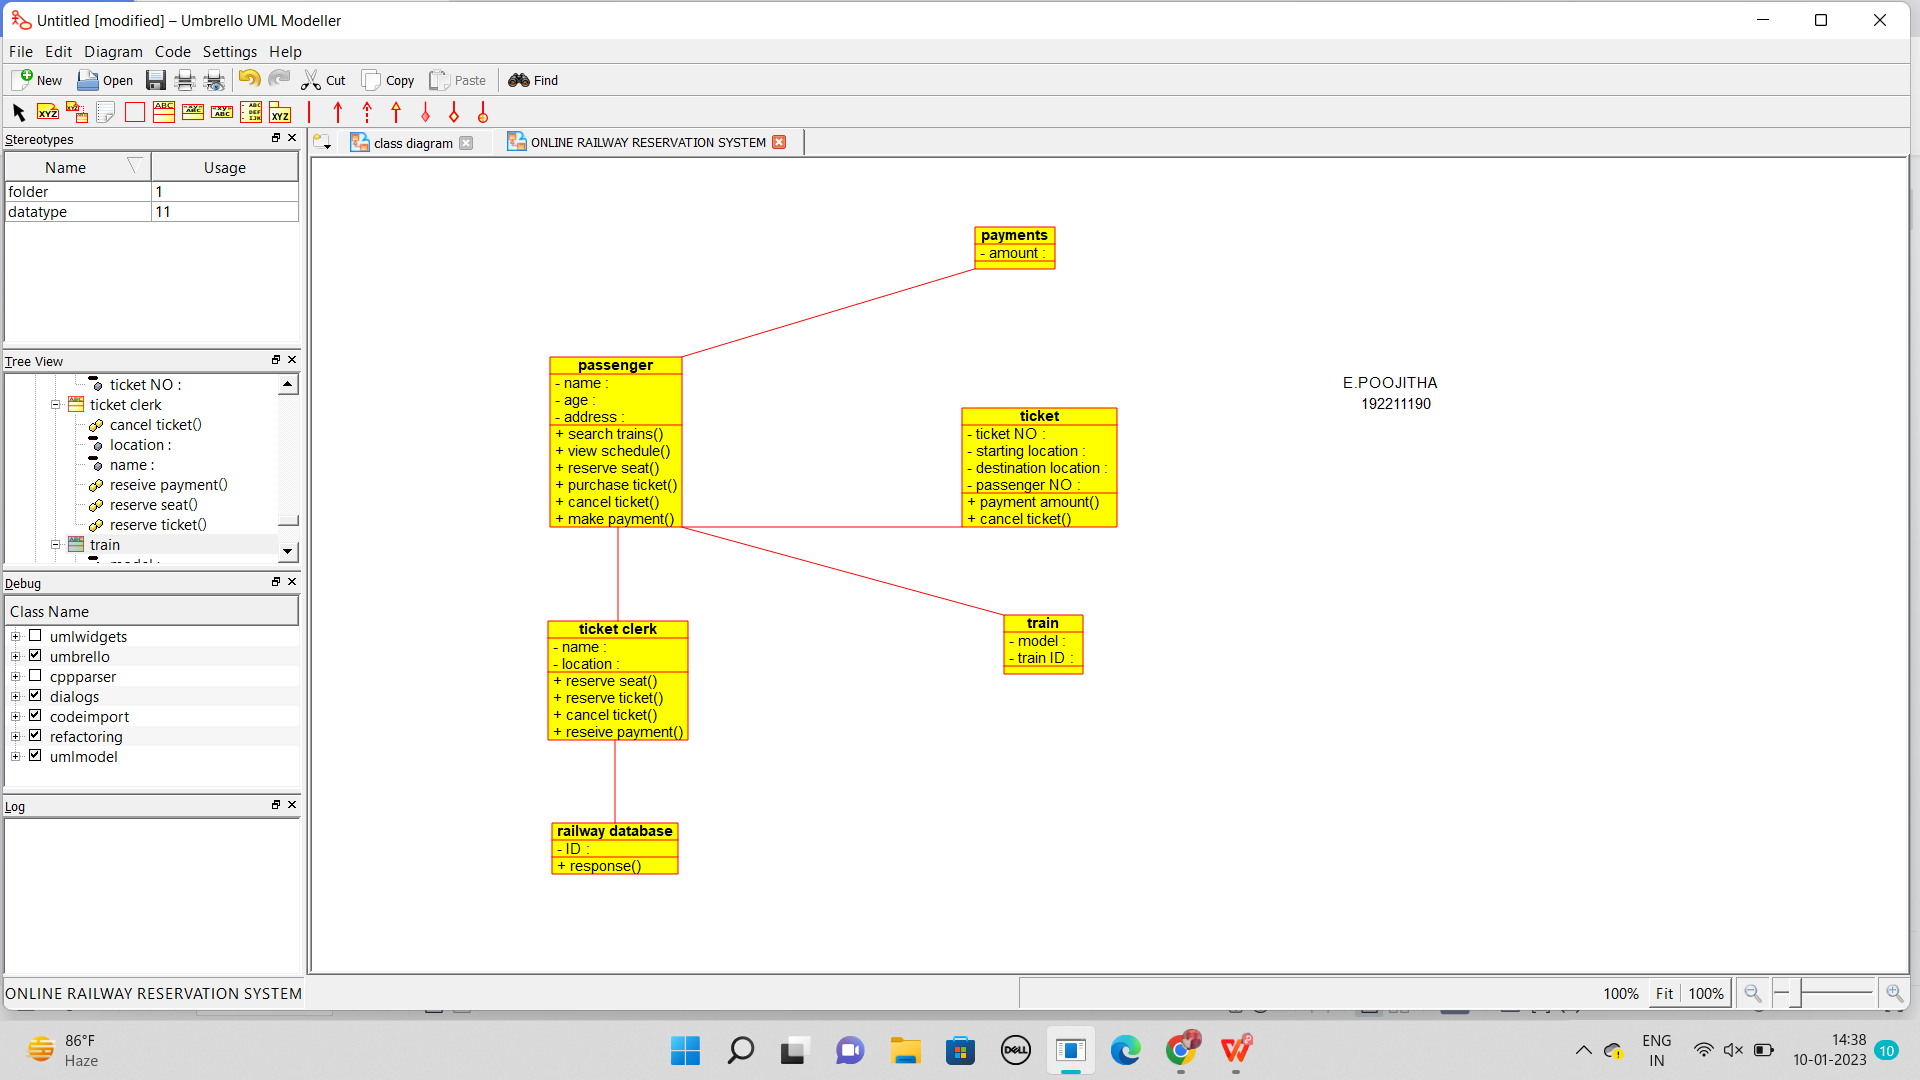 Untitled [modified] – Umbrello UML Modeller
File Edit Diagram Code Settings Help
New Open Cut Copy Paste Find
Stereotypes
Name Usage
folder 1
datatype 11
Tree View
ticket NO :
ticket clerk
cancel ticket()
location :
name :
reseive payment()
reserve seat()
reserve ticket()
train
model :
Debug
Class Name
umlwidgets
umbrello
cppparser
dialogs
codeimport
refactoring
umlmodel
Log
class diagram
ONLINE RAILWAY RESERVATION SYSTEM
payments
- amount :
passenger
- name :
- age :
- address :
+ search trains()
+ view schedule()
+ reserve seat()
+ purchase ticket()
+ cancel ticket()
+ make payment()
ticket
- ticket NO :
- starting location :
- destination location :
- passenger NO :
+ payment amount()
+ cancel ticket()
E.POOJITHA
192211190
ticket clerk
- name :
- location :
+ reserve seat()
+ reserve ticket()
+ cancel ticket()
+ reseive payment()
train
- model :
- train ID :
railway database
- ID :
+ response()
ONLINE RAILWAY RESERVATION SYSTEM
100% Fit 100%
86°F
Haze
DELL
ENG
IN
14:38
10-01-2023
10